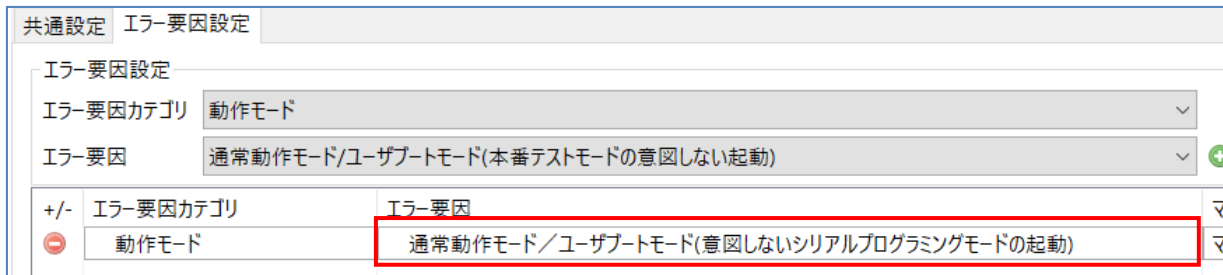 共通設定 エラー要因設定
エラー要因設定
エラー要因カテゴリ 動作モード
エラー要因 通常動作モード/ユーザブートモード(本番テストモードの意図しない起動)
+/- エラー要因カテゴリ エラー要因 マ
動作モード 通常動作モード/ユーザブートモード(意図しないシリアルプログラミングモードの起動) マ